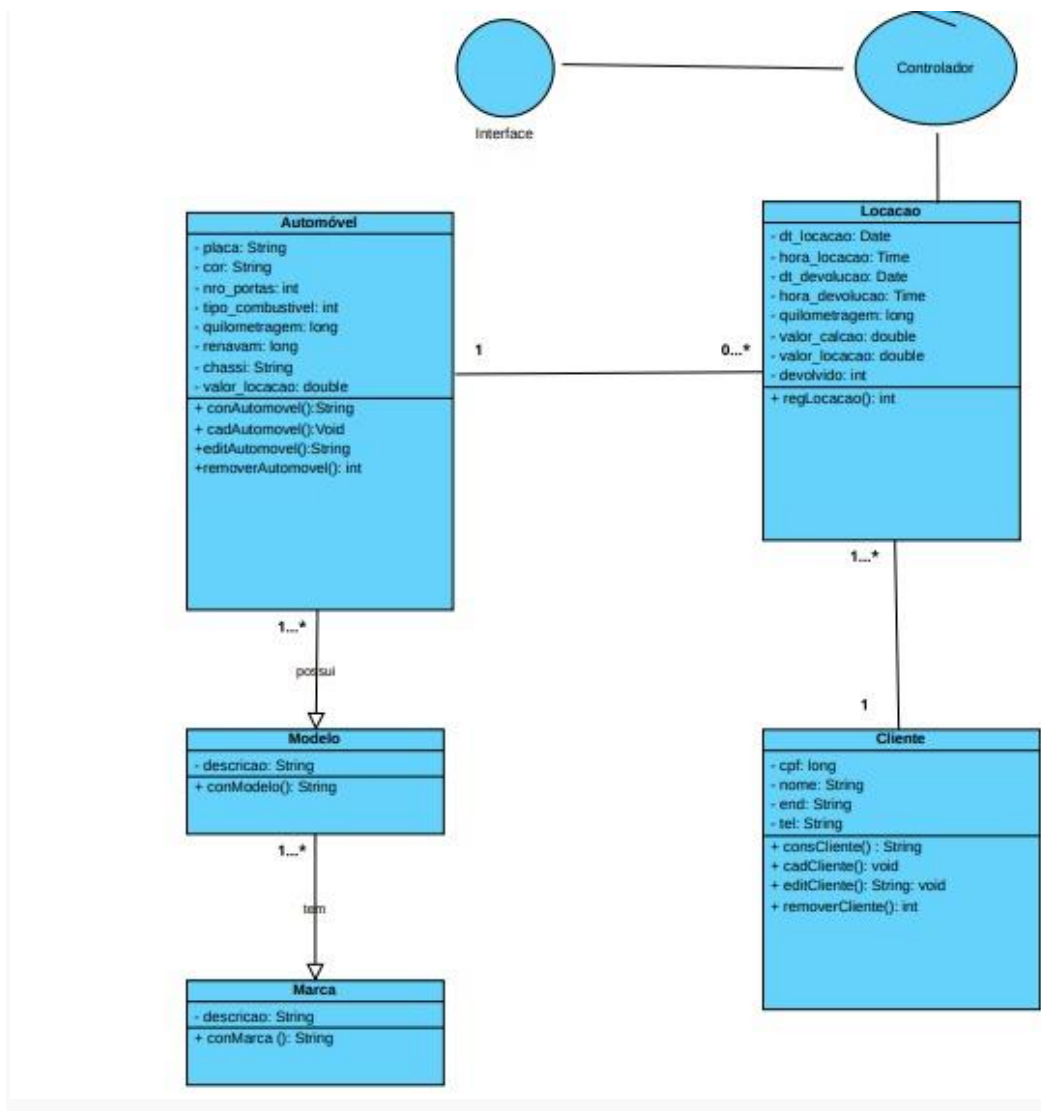 Controlador
Interface
Automóvel
- placa: String
- cor: String
- nro_portas: int
- tipo_combustivel: int
- quilometragem: long
- renavam: long
- chassi: String
- valor_locacao: double
+ conAutomovel():String
+ cadAutomovel():Void
+editAutomovel():String
+removerAutomovel(): int
1
0...*
Locacao
- dt_locacao: Date
- hora_locacao: Time
- dt_devolucao: Date
- hora_devolucao: Time
- quilometragem: long
- valor_calcao: double
- valor_locacao: double
- devolvido: int
+ regLocacao(): int
1...*
1
1...*
possui
Modelo
- descricao: String
+ conModelo(): String
1...*
tem
Marca
- descricao: String
+ conMarca (): String
Cliente
- cpf: long
- nome: String
- end: String
- tel: String
+ consCliente() : String
+ cadCliente(): void
+ editCliente(): String: void
+ removerCliente(): int